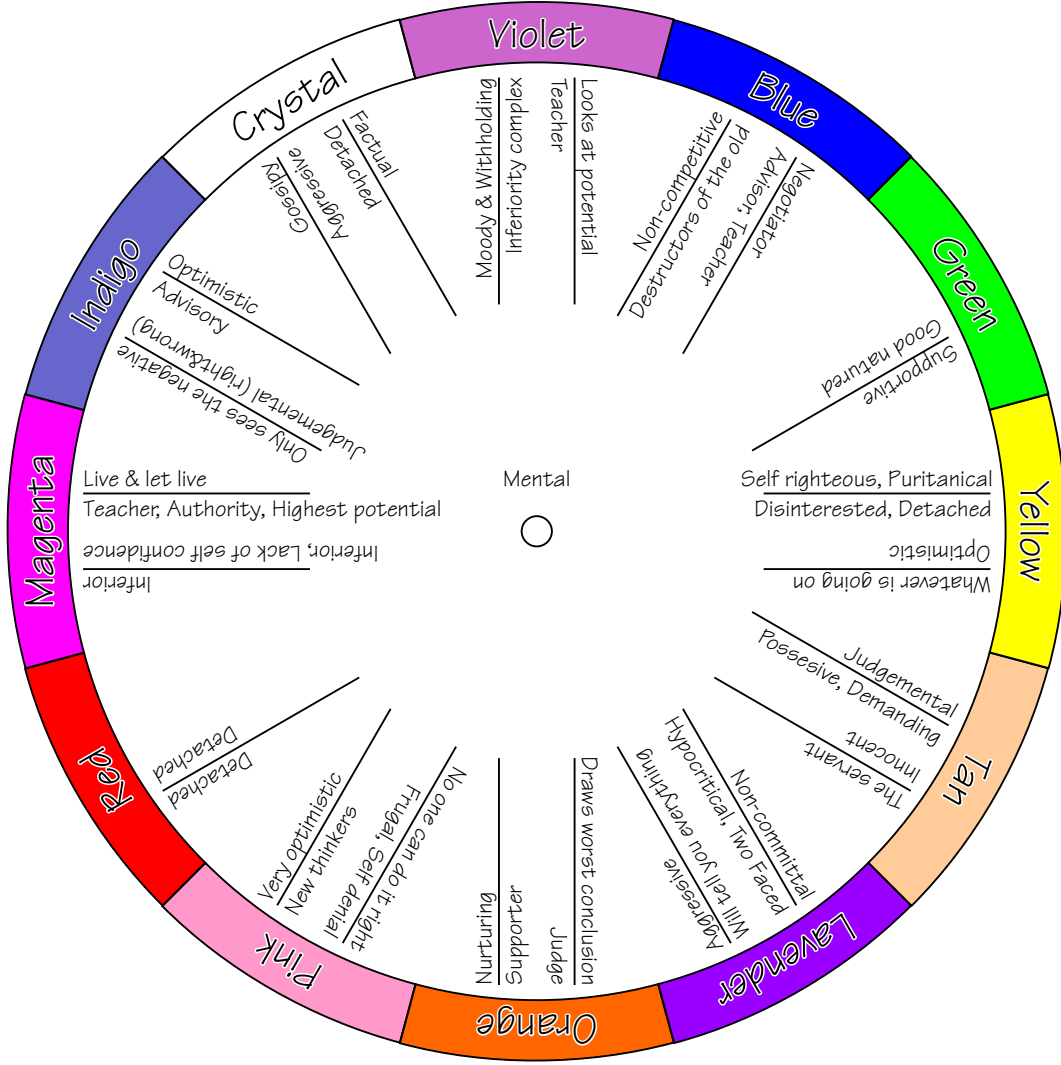 Violet
Moody & Withholding
Inferiority complex
Teacher
Looks at potential
Blue
Non-competitive
Destructors of the old
Advisor, Teacher
Negotiator
Green
Good natured
Supportive
Yellow
Self righteous, Puritanical
Disinterested, Detached
Optimistic
Whatever is going on
Tan
Judgemental
Possesive, Demanding
Innocent
The servant
Lavender
Non-committal
Hypocritical, Two Faced
Will tell you everything
Aggressive
Orange
Draws worst conclusion
Judge
Nurturing
Supporter
Pink
No one can do it right
Frugal, Self denial
Very optimistic
New thinkers
Red
Detached
Detached
Magenta
Live & let live
Teacher, Authority, Highest potential
Inferior, Lack of self confidence
Inferior
Indigo
Optimistic
Advisory
Judgemental (right&wrong)
Only sees the negative
Crystal
Gossipy
Aggressive
Detached
Factual
Mental